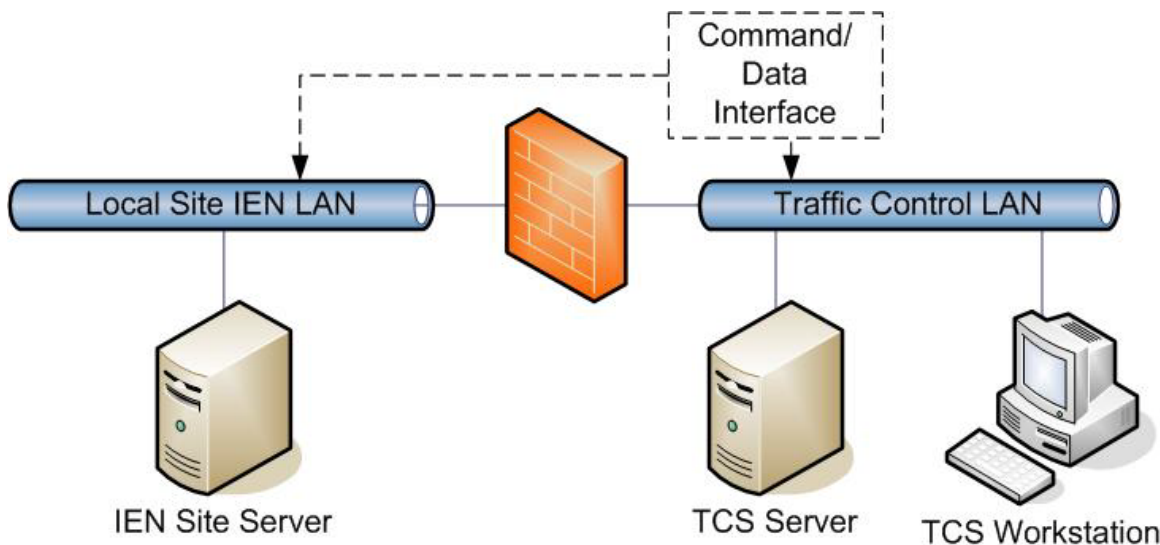 Command/
Data
Interface
Local Site IEN LAN
Traffic Control LAN
IEN Site Server
TCS Server
TCS Workstation